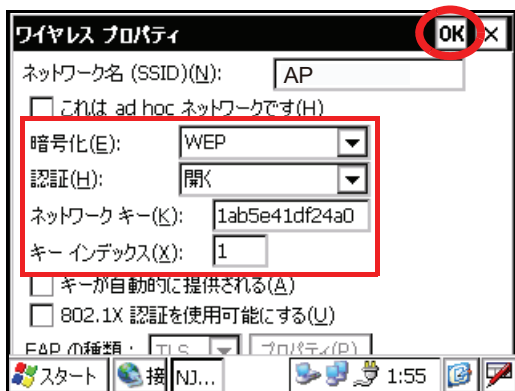 ワイヤレス プロパティ OK ×
ネットワーク名 (SSID)(N): AP
これは ad hoc ネットワークです(H)
暗号化(E): WEP
認証(H): 開く
ネットワーク キー(K): 1ab5e41df24a0
キー インデックス(X): 1
キーが自動的に提供される(A)
802.1X 認証を使用可能にする(U)
EAP の種類: TLS プロパティ(P)
スタート 接 NJ... 1:55